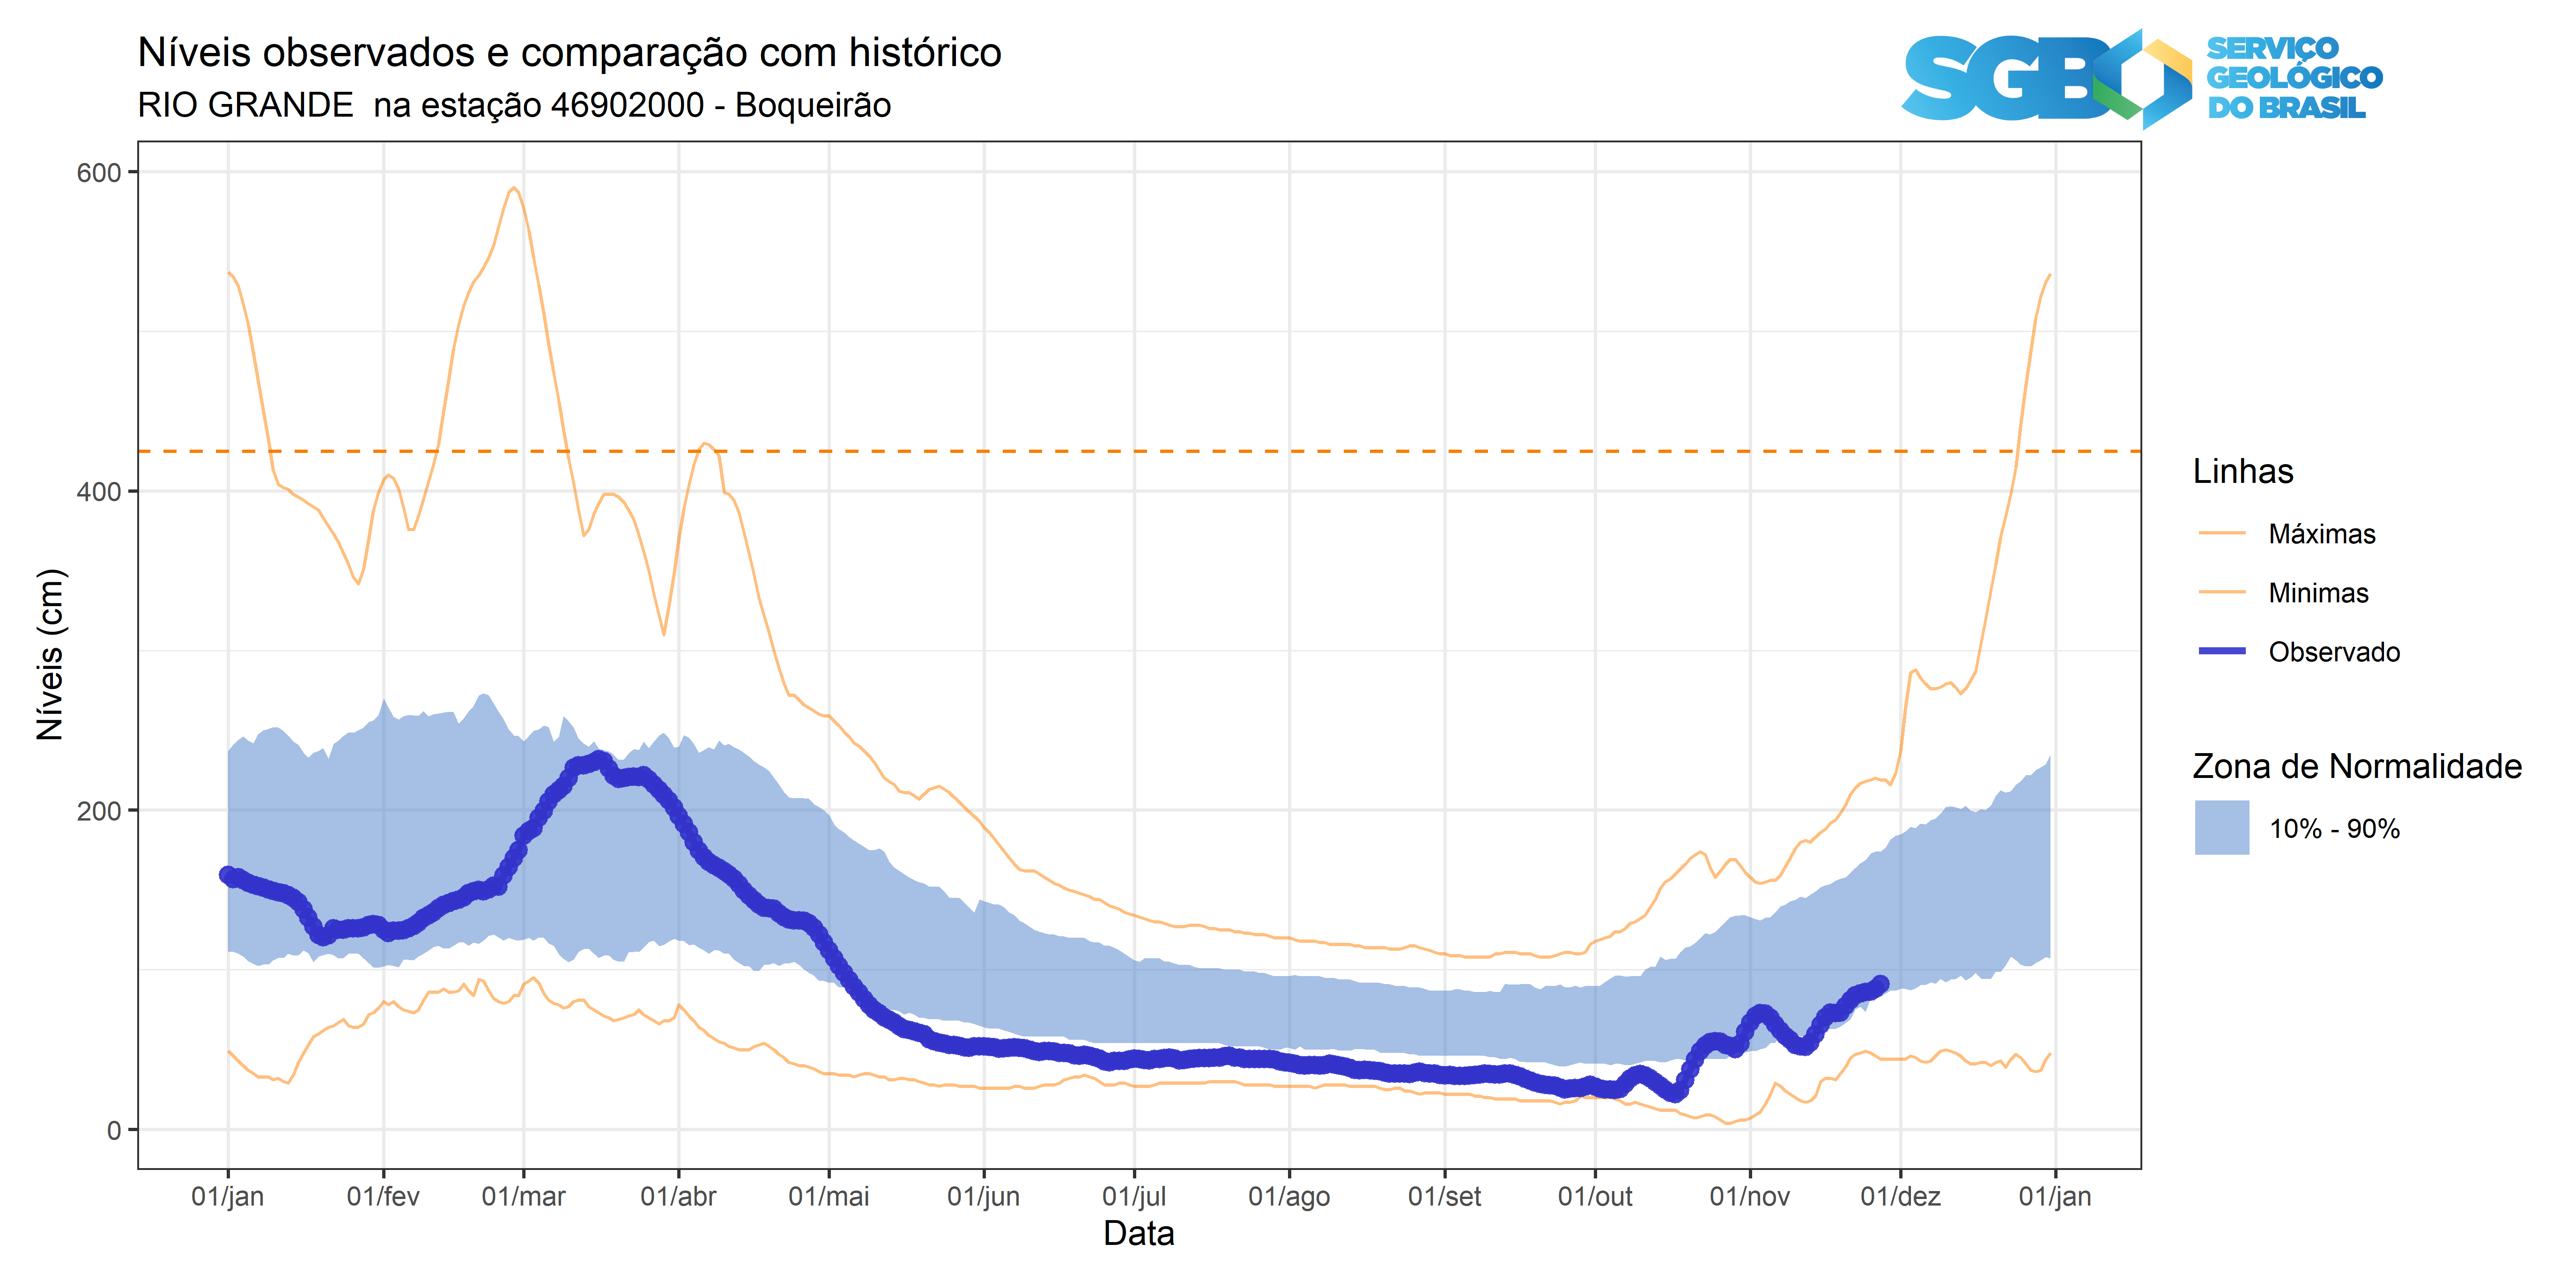 Níveis observados e comparação com histórico
RIO GRANDE  na estação 46902000 - Boqueirão
SGB
SERVIÇO
GEOLÓGICO
DO BRASIL
600
400
200
0
Níveis (cm)
01/jan
01/fev
01/mar
01/abr
01/mai
01/jun
01/jul
01/ago
01/set
01/out
01/nov
01/dez
01/jan
Data
Linhas
Máximas
Minimas
Observado
Zona de Normalidade
10% - 90%